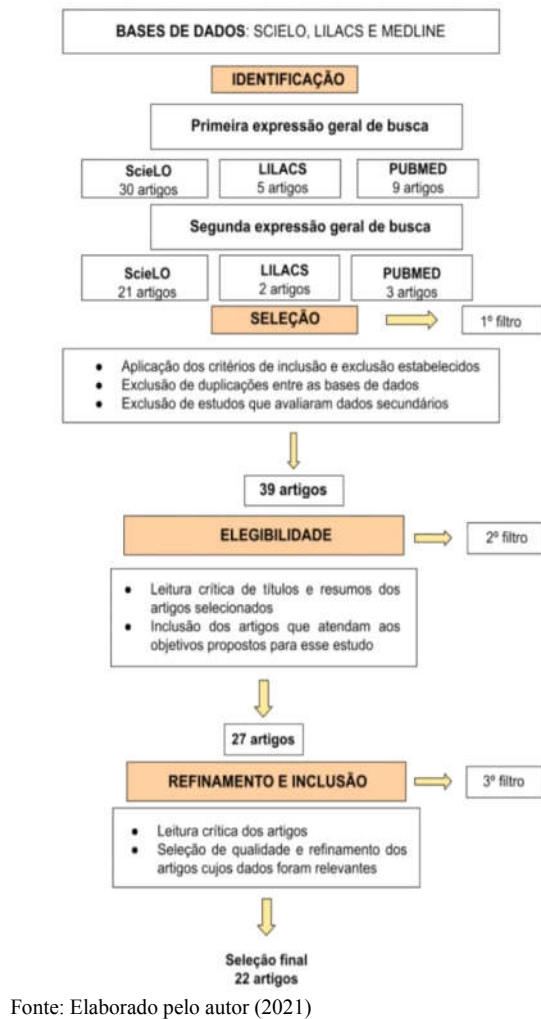 BASES DE DADOS: SCIELO, LILACS E MEDLINE
IDENTIFICAÇÃO
Primeira expressão geral de busca
ScieLO
30 artigos
LILACS
5 artigos
PUBMED
9 artigos
Segunda expressão geral de busca
ScieLO
21 artigos
LILACS
2 artigos
PUBMED
3 artigos
SELEÇÃO
1º filtro
● Aplicação dos critérios de inclusão e exclusão estabelecidos
● Exclusão de duplicações entre as bases de dados
● Exclusão de estudos que avaliaram dados secundários
39 artigos
ELEGIBILIDADE
2º filtro
● Leitura crítica de títulos e resumos dos
artigos selecionados
● Inclusão dos artigos que atendam aos
objetivos propostos para esse estudo
27 artigos
REFINAMENTO E INCLUSÃO
3º filtro
● Leitura crítica dos artigos
● Seleção de qualidade e refinamento dos
artigos cujos dados foram relevantes
Seleção final
22 artigos
Fonte: Elaborado pelo autor (2021)